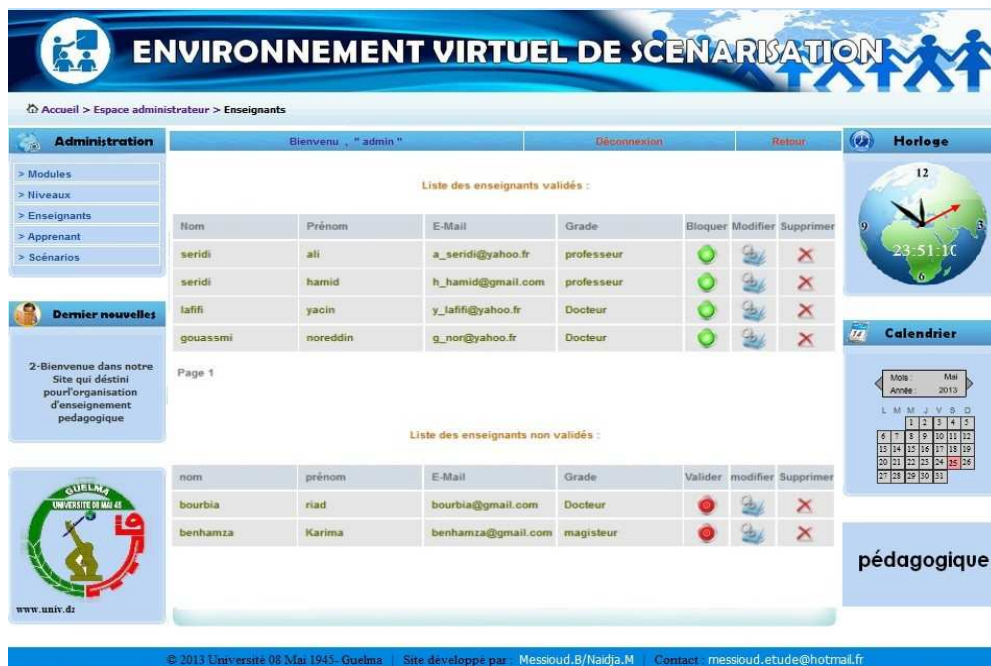 ENVIRONNEMENT VIRTUEL DE SCENARISATION
Accueil > Espace administrateur > Enseignants
Administration
> Modules
> Niveaux
> Enseignants
> Apprenant
> Scénarios
Dernier nouvelles
2-Bienvenue dans notre
Site qui déstini
pourl'organisation
d'enseignement
pedagogique
GUELMA
UNIVERSITE 08 MAI 45
www.univ.dz
Bienvenu , " admin " Déconnexion Retour
Liste des enseignants validés :
Nom Prénom E-Mail Grade Bloquer Modifier Supprimer
seridi ali a_seridi@yahoo.fr professeur
seridi hamid h_hamid@gmail.com professeur
lafifi yacin y_lafifi@yahoo.fr Docteur
gouassmi noreddin g_nor@yahoo.fr Docteur
Page 1
Liste des enseignants non validés :
nom prénom E-Mail Grade Valider modifier Supprimer
bourbia riad bourbia@gmail.com Docteur
benhamza Karima benhamza@gmail.com magisteur
Horloge
12
9 3
23:51:10
6
14 Calendrier
Mois : Mai
Année : 2013
L M M J V S D
1 2 3 4 5
6 7 8 9 10 11 12
13 14 15 16 17 18 19
20 21 22 23 24 25 26
27 28 29 30 31
pédagogique
© 2013 Université 08 Mai 1945- Guelma | Site développé par : Messioud.B/Naidja.M | Contact : messioud.etude@hotmail.fr